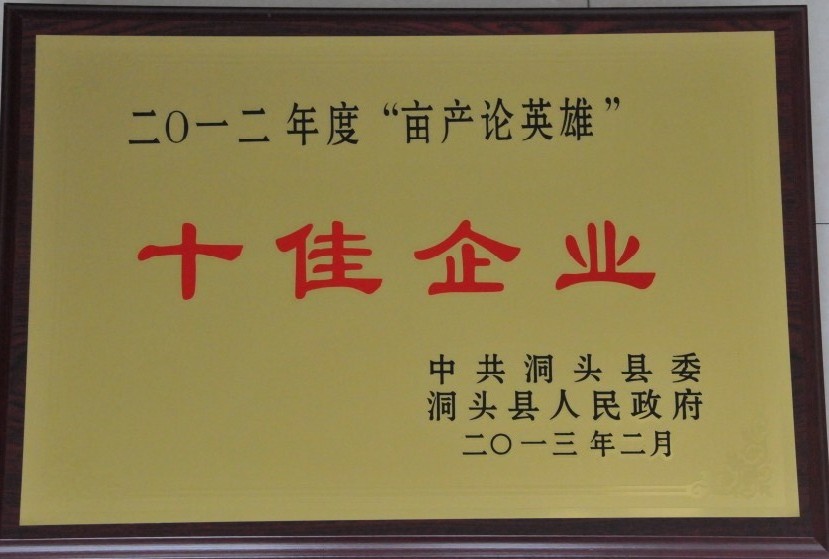 二〇一二年度“亩产论英雄”
十佳企业
中共洞头县委
洞头县人民政府
二〇一三年二月